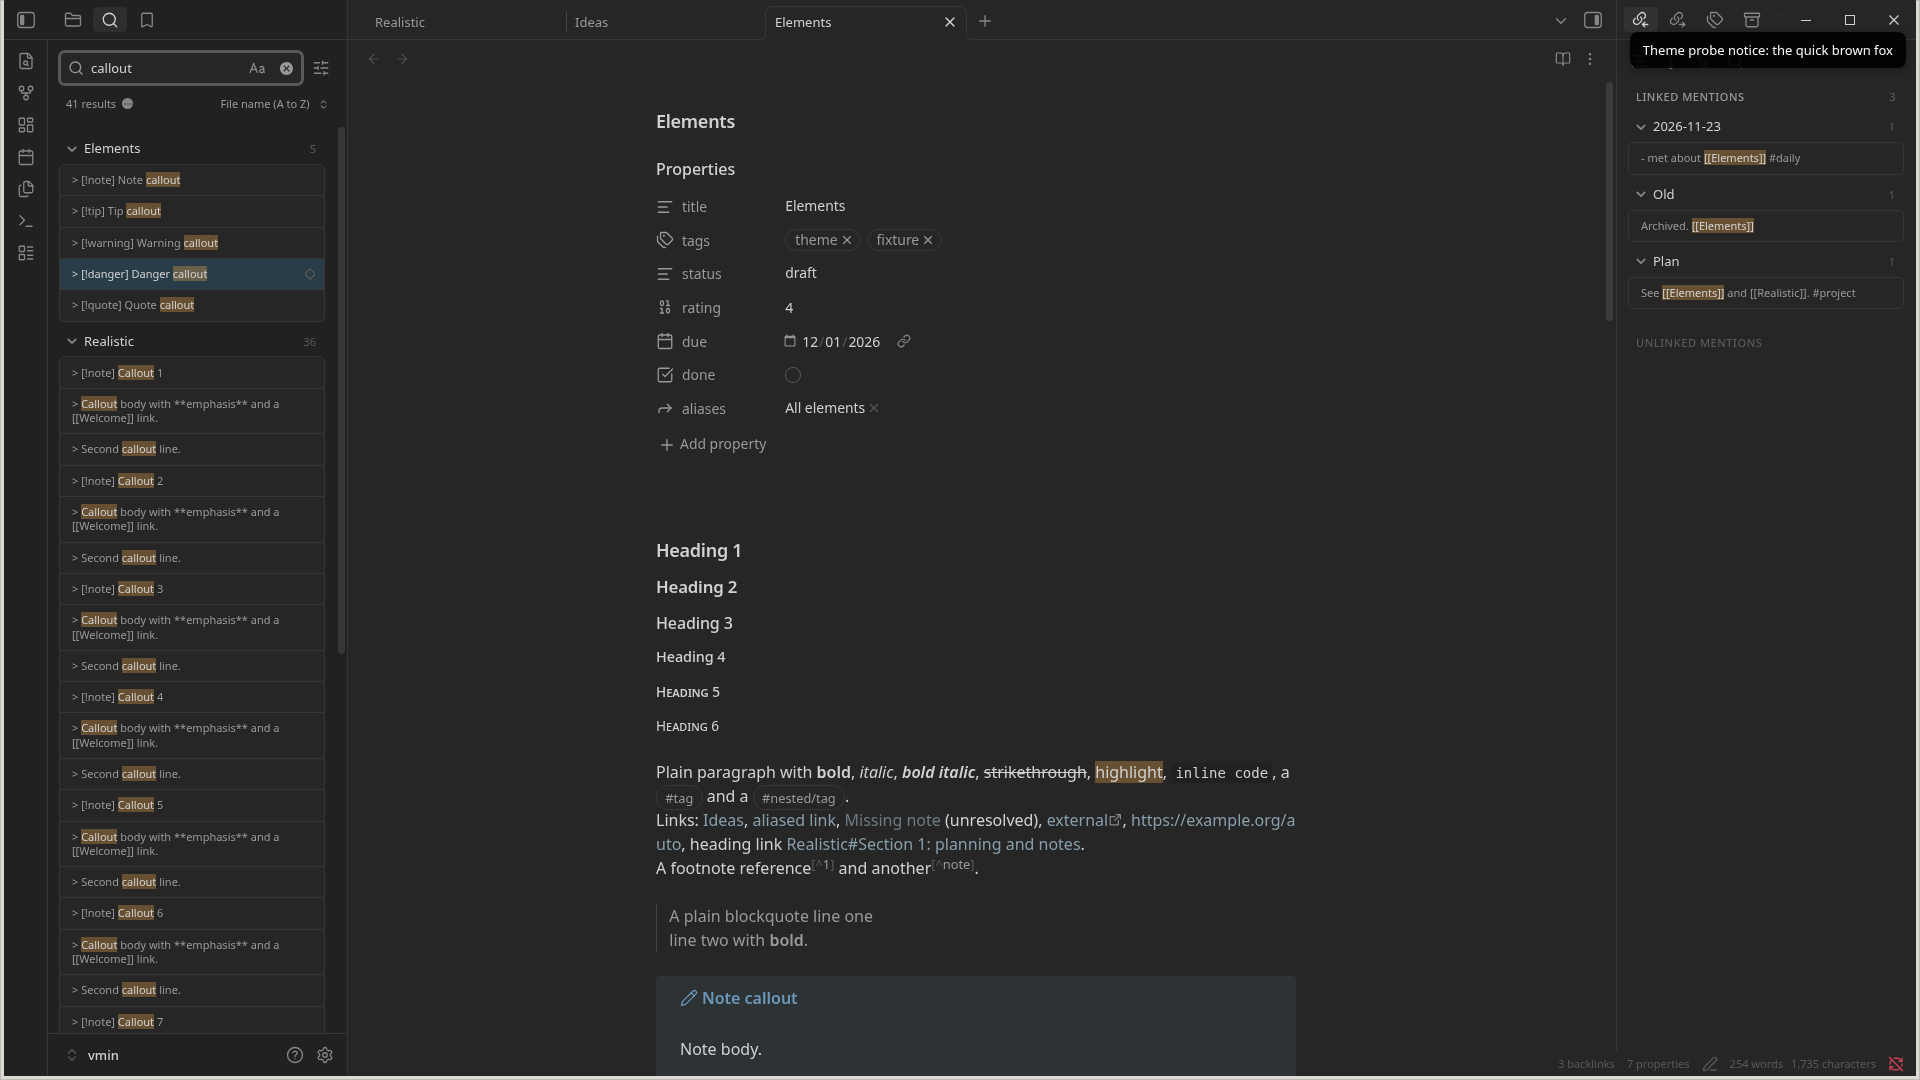 Realistic
Ideas
Elements
Theme probe notice: the quick brown fox
callout
Aa
41 results
File name (A to Z)
Elements
5
> [!note] Note callout
> [!tip] Tip callout
> [!warning] Warning callout
> [!danger] Danger callout
> [!quote] Quote callout
Realistic
36
> [!note] Callout 1
> Callout body with **emphasis** and a
[[Welcome]] link.
> Second callout line.
> [!note] Callout 2
> Callout body with **emphasis** and a
[[Welcome]] link.
> Second callout line.
> [!note] Callout 3
> Callout body with **emphasis** and a
[[Welcome]] link.
> Second callout line.
> [!note] Callout 4
> Callout body with **emphasis** and a
[[Welcome]] link.
> Second callout line.
> [!note] Callout 5
> Callout body with **emphasis** and a
[[Welcome]] link.
> Second callout line.
> [!note] Callout 6
> Callout body with **emphasis** and a
[[Welcome]] link.
> Second callout line.
> [!note] Callout 7
vmin
Elements
Properties
title Elements
tags theme fixture
status draft
rating 4
due 12/01/2026
done
aliases All elements
Add property
Heading 1
Heading 2
Heading 3
Heading 4
Heading 5
Heading 6
Plain paragraph with bold, italic, bold italic, strikethrough, highlight, inline code, a
#tag and a #nested/tag.
Links: Ideas, aliased link, Missing note (unresolved), external, https://example.org/a
uto, heading link Realistic#Section 1: planning and notes.
A footnote reference[^1] and another[^note].
A plain blockquote line one
line two with bold.
Note callout
Note body.
LINKED MENTIONS
3
2026-11-23
1
- met about [[Elements]] #daily
Old
1
Archived. [[Elements]]
Plan
1
See [[Elements]] and [[Realistic]]. #project
UNLINKED MENTIONS
3 backlinks 7 properties 254 words 1,735 characters